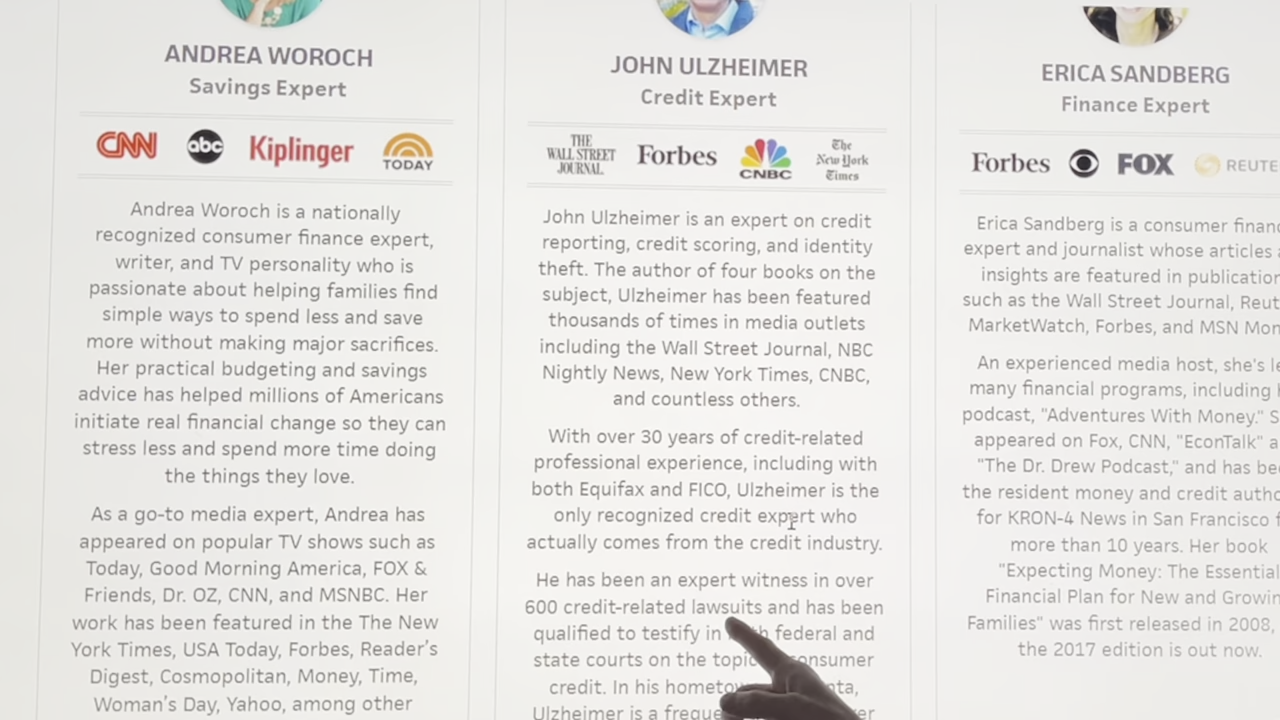 ANDREA WOROCH
Savings Expert
CNN
abc
Kiplinger
TODAY
Andrea Woroch is a nationally
recognized consumer finance expert,
writer, and TV personality who is
passionate about helping families find
simple ways to spend less and save
more without making major sacrifices.
Her practical budgeting and savings
advice has helped millions of Americans
initiate real financial change so they can
stress less and spend more time doing
the things they love.
As a go-to media expert, Andrea has
appeared on popular TV shows such as
Today, Good Morning America, FOX &
Friends, Dr. OZ, CNN, and MSNBC. Her
work has been featured in the The New
York Times, USA Today, Forbes, Reader’s
Digest, Cosmopolitan, Money, Time,
Woman’s Day, Yahoo, among other
JOHN ULZHEIMER
Credit Expert
THE
WALL STREET
JOURNAL.
Forbes
CNBC
The
New York
Times
John Ulzheimer is an expert on credit
reporting, credit scoring, and identity
theft. The author of four books on the
subject, Ulzheimer has been featured
thousands of times in media outlets
including the Wall Street Journal, NBC
Nightly News, New York Times, CNBC,
and countless others.
With over 30 years of credit-related
professional experience, including with
both Equifax and FICO, Ulzheimer is the
only recognized credit expert who
actually comes from the credit industry.
He has been an expert witness in over
600 credit-related lawsuits and has been
qualified to testify in federal and
state courts on the topic consumer
credit. In his
Ulzheimer is a
ERICA SANDBERG
Finance Expert
Forbes
FOX
Erica Sandberg is a consumer
expert and journalist whose articles
insights are featured in
such as the Wall Street Journal,
MarketWatch, Forbes, and MSN
An experienced media host, she's
many financial programs, including
podcast, "Adventures With Money."
appeared on Fox, CNN, "EconTalk"
"The Dr. Drew Podcast," and has
the resident money and credit
for KRON-4 News in San Francisco
more than 10 years. Her book
"Expecting Money: The Essential
Financial Plan for New and
Families" was first released in 2008,
the 2017 edition is out now.